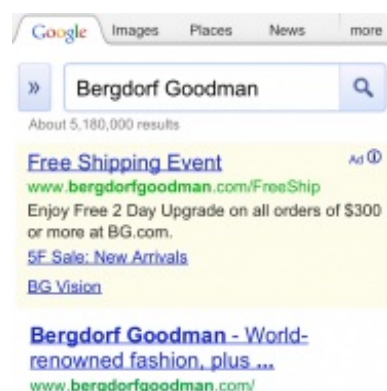 Google Images Places News more
» Bergdorf Goodman
About 5,180,000 results
Free Shipping Event Ad
www.bergdorfgoodman.com/FreeShip
Enjoy Free 2 Day Upgrade on all orders of $300
or more at BG.com.
5F Sale: New Arrivals
BG Vision
Bergdorf Goodman - World-
renowned fashion, plus ...
www.bergdorfgoodman.com/